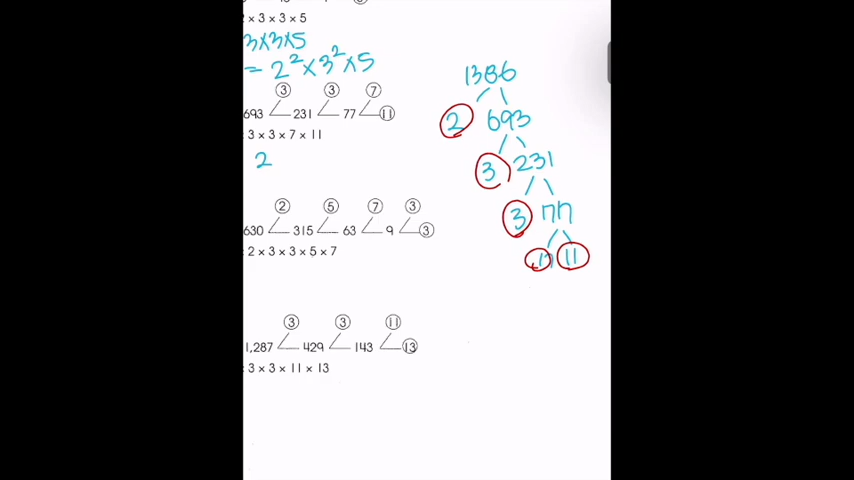 × 3 × 3 × 5
3×3×5
= 2² × 3² × 5
3 3 7
693 231 77 11
3 × 3 × 7 × 11
2
2 5 7 3
630 315 63 9 3
2 × 3 × 3 × 5 × 7
3 3 11
1,287 429 143 13
3 × 3 × 11 × 13
1386
2 693
3 231
3 77
7 11